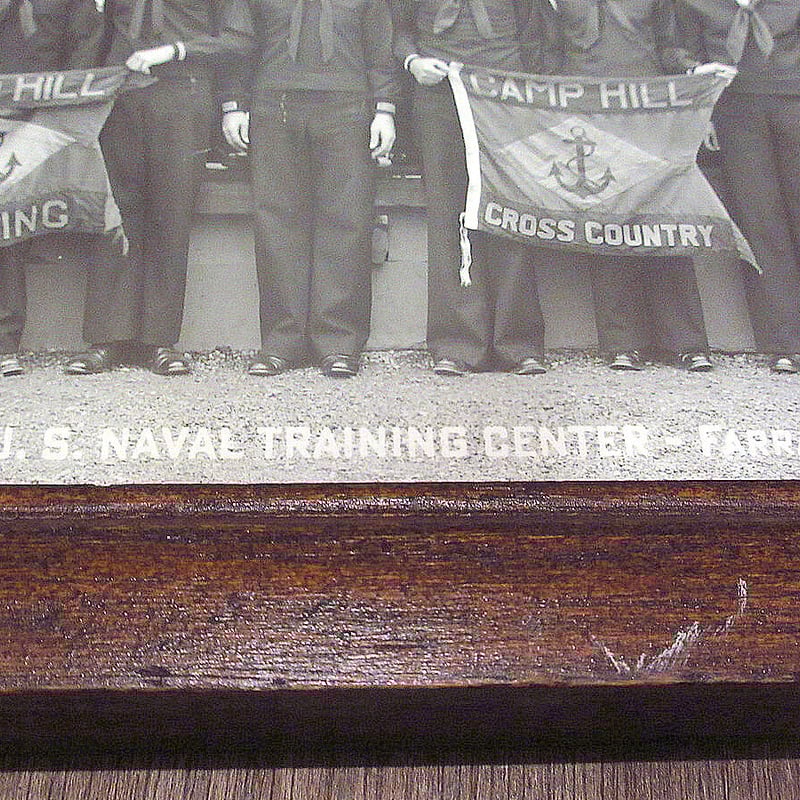 HILL
ING
CAMP HILL
CROSS COUNTRY
U. S. NAVAL TRAINING CENTER - FARR